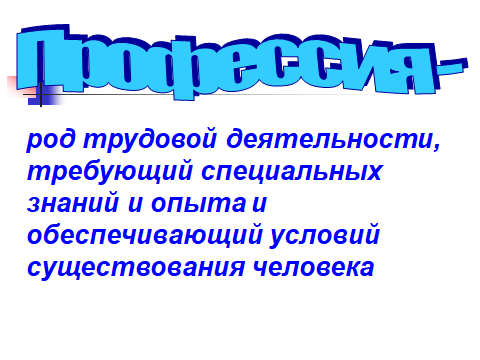 Профессия-
род трудовой деятельности,
требующий специальных
знаний и опыта и
обеспечивающий условий
существования человека